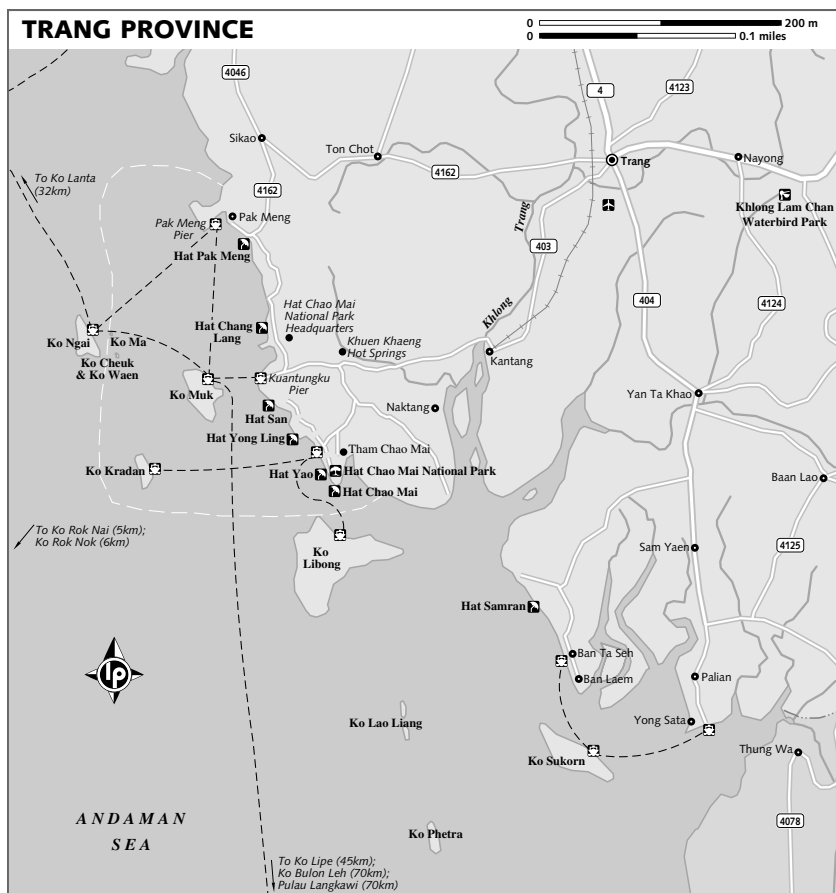 TRANG PROVINCE
0 200 m
0 0.1 miles
4046
4
4123
Sikao
Ton Chot
Trang
Nayong
4162
4162
To Ko Lanta
(32km)
Khlong Lam Chan
Waterbird Park
Pak Meng
Pak Meng
Pier
Hat Pak Meng
Trang
403
Khlong
404
4124
Hat Chao Mai
National Park
Headquarters
Hat Chang
Lang
Khuen Khaeng
Hot Springs
Ko Ngai
Ko Ma
Ko Cheuk
& Ko Waen
Kantang
Kuantungku
Pier
Ko Muk
Yan Ta Khao
Naktang
Hat San
Hat Yong Ling
Tham Chao Mai
Ko Kradan
Hat Yao
Hat Chao Mai National Park
Hat Chao Mai
Baan Lao
To Ko Rok Nai (5km);
Ko Rok Nok (6km)
Ko
Libong
Sam Yaen
4125
Hat Samran
Ban Ta Seh
Ban Laem
Palian
lp
Ko Lao Liang
Yong Sata
Thung Wa
Ko Sukorn
ANDAMAN
SEA
4078
Ko Phetra
To Ko Lipe (45km);
Ko Bulon Leh (70km);
Pulau Langkawi (70km)